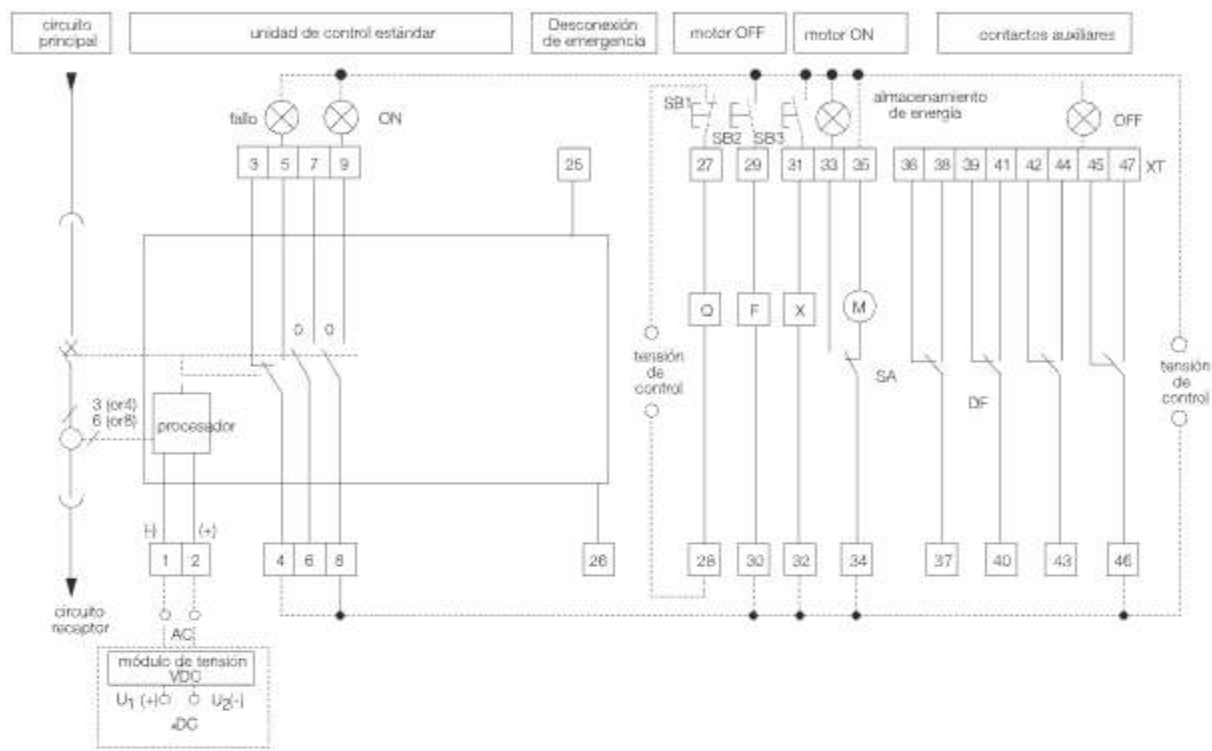 circuito
principal
unidad de control estándar
Desconexión
de emergencia
motor OFF
motor ON
contactos auxiliares
fallo
ON
SB1
SB2
SB3
almacenamiento
de energía
OFF
3 5 7 9
25
27 29 31 33 35
36 38 39 41 42 44 45 47 XT
Q
F
X
M
0 0
tensión
de
control
SA
DF
tensión
de
control
3 (or4)
6 (or8)
procesador
(-) (+)
1 2
4 6 8
26
28 30 32 34
37 40 43 46
circuito
receptor
AC
módulo de tensión
VDC
U1 (+) U2(-)
DC